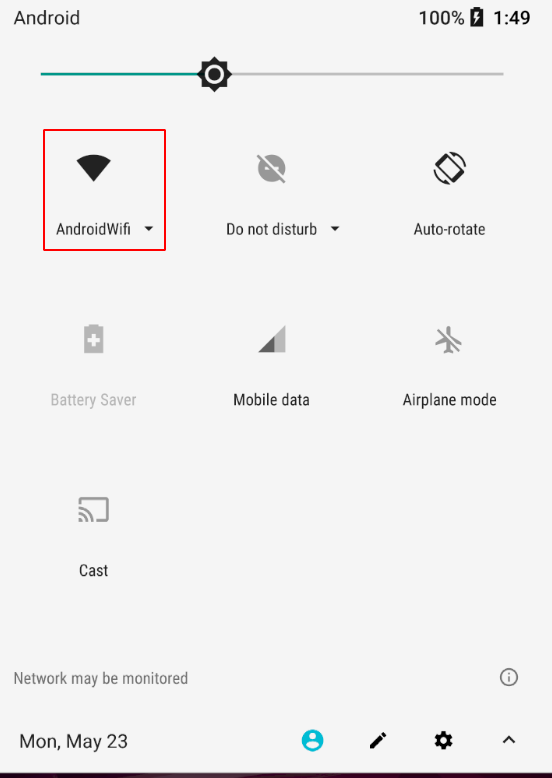 Android 100% 1:49
AndroidWifi Do not disturb Auto-rotate
Battery Saver Mobile data Airplane mode
Cast
Network may be monitored
Mon, May 23